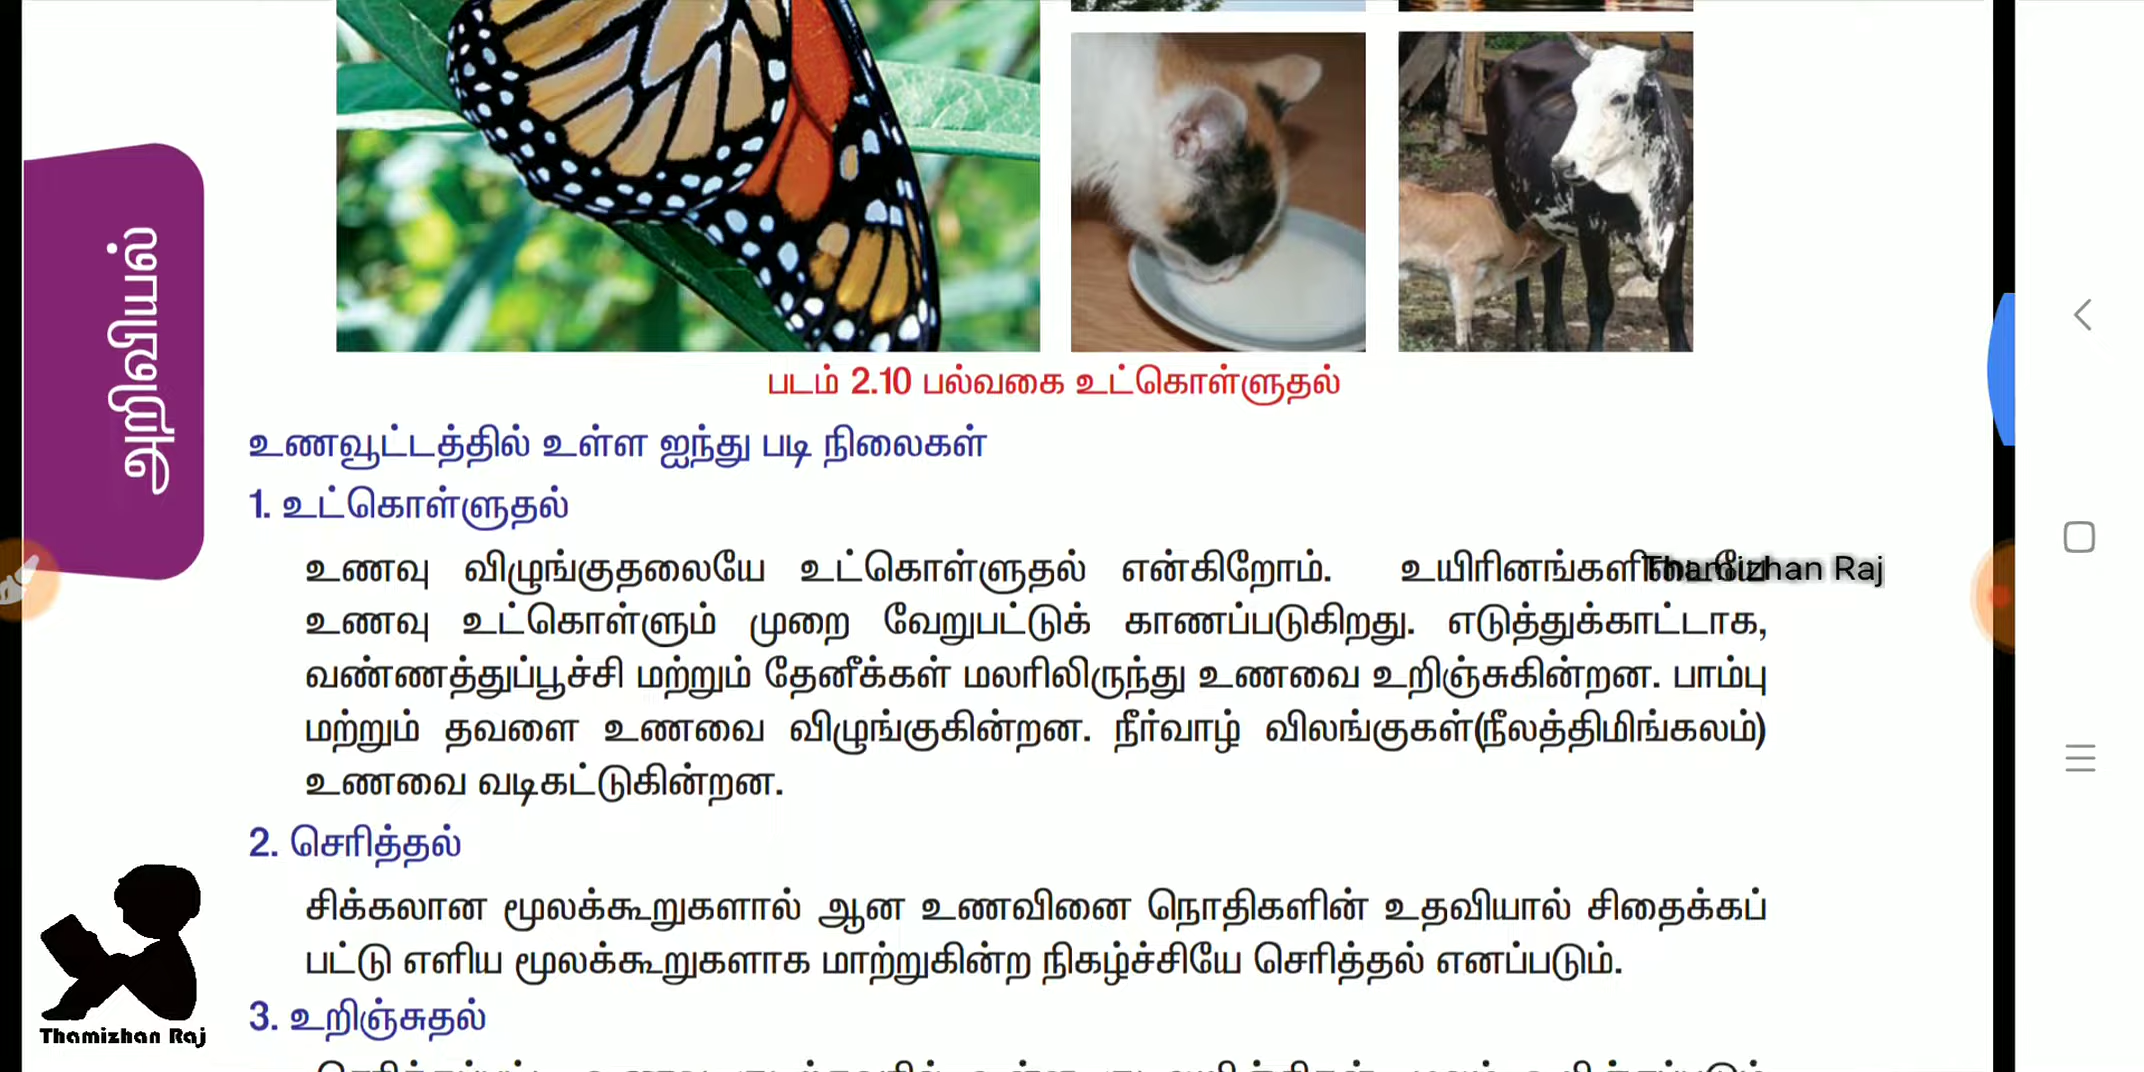 அறிவியல்
படம் 2.10 பல்வகை உட்கொள்ளுதல்
உணவூட்டத்தில் உள்ள ஐந்து படி நிலைகள்
1. உட்கொள்ளுதல்
உணவு விழுங்குதலையே உட்கொள்ளுதல் என்கிறோம்.
Thamizhan Raj
உணவு உட்கொள்ளும் முறை வேறுபட்டுக் காணப்படுகிறது. எடுத்துக்காட்டாக,
வண்ணத்துப்பூச்சி மற்றும் தேனீக்கள் மலரிலிருந்து உணவை உறிஞ்சுகின்றன. பாம்பு
மற்றும் தவளை உணவை விழுங்குகின்றன. நீர்வாழ் விலங்குகள்(நீலத்திமிங்கலம்)
உணவை வடிகட்டுகின்றன.
2. செரித்தல்
சிக்கலான மூலக்கூறுகளால் ஆன உணவினை நொதிகளின் உதவியால் சிதைக்கப்
பட்டு எளிய மூலக்கூறுகளாக மாற்றுகின்ற நிகழ்ச்சியே செரித்தல் எனப்படும்.
3. உறிஞ்சுதல்
Thamizhan Raj